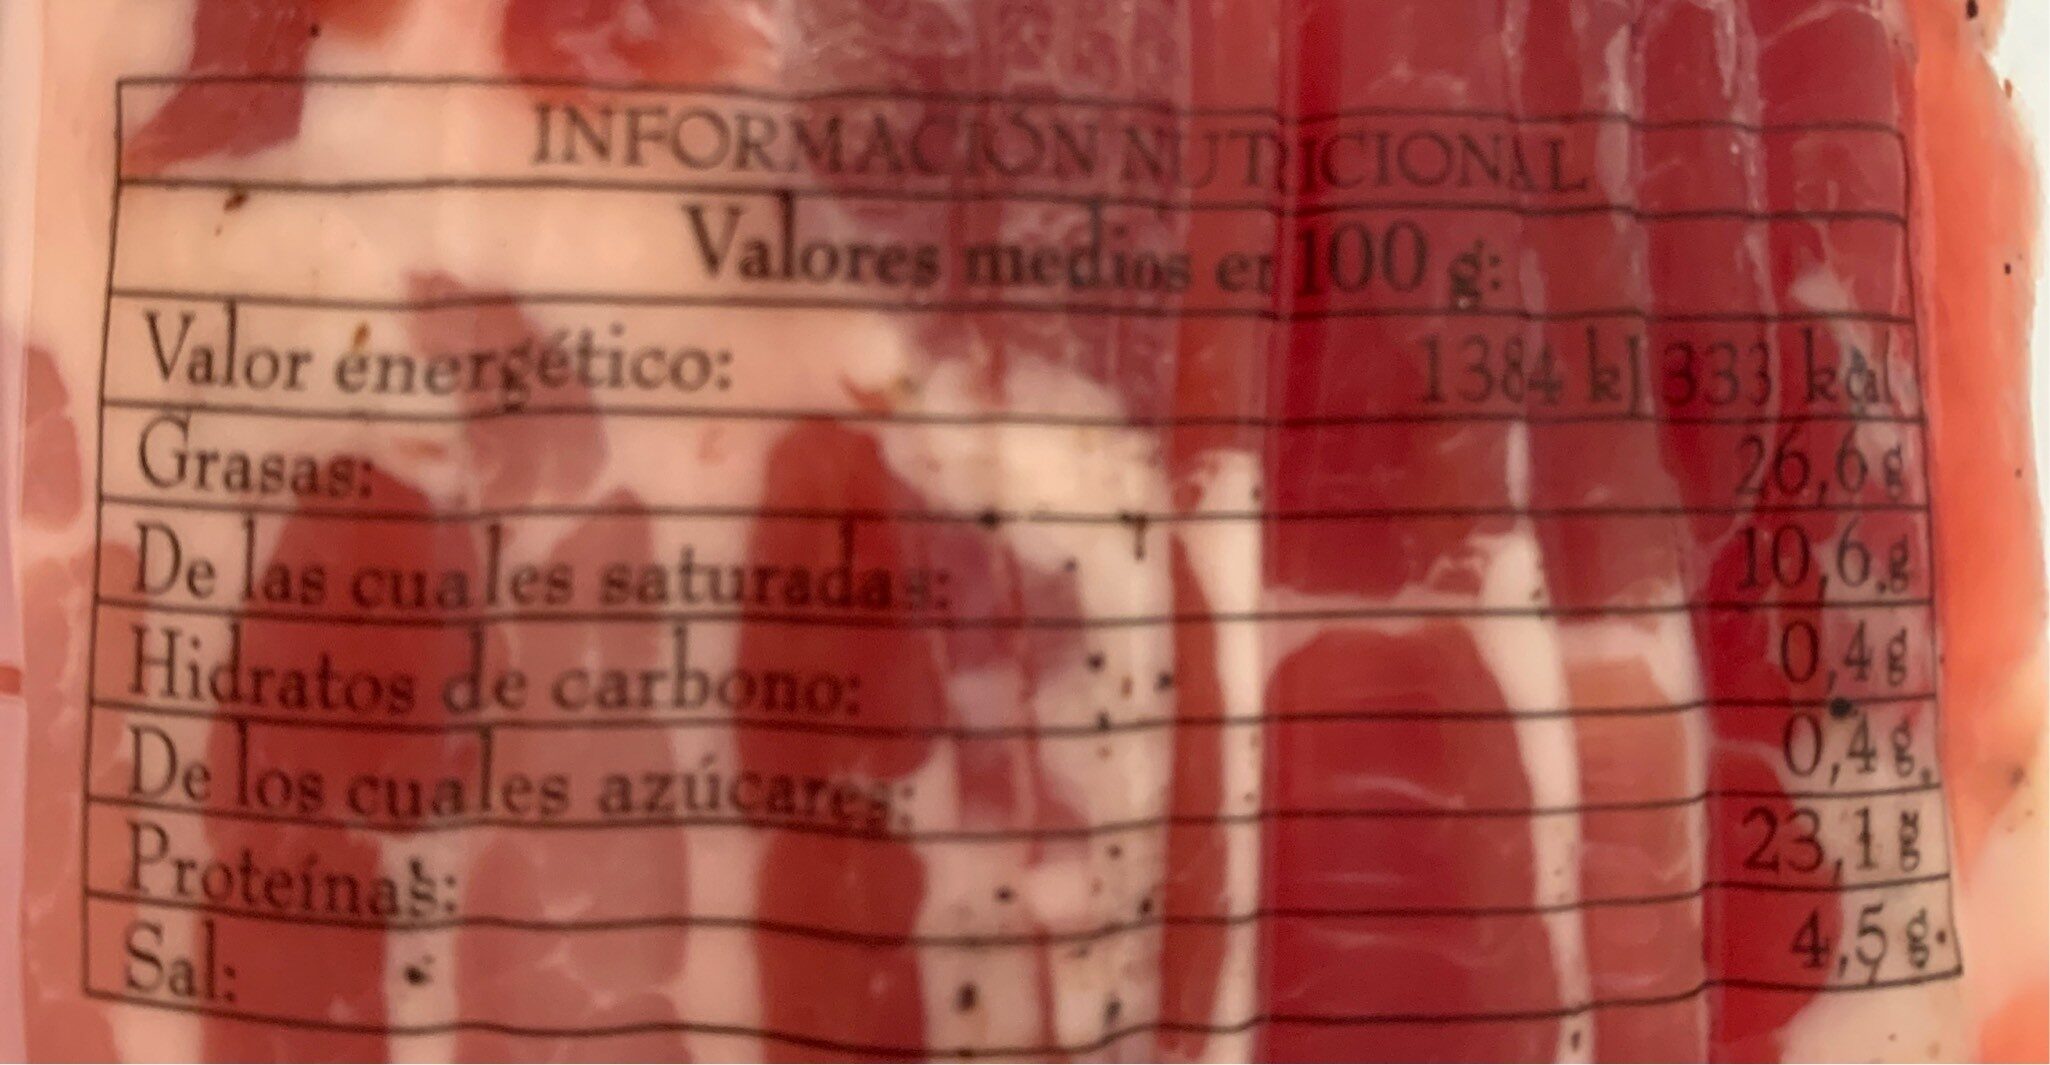 INFORMACIÓN NUTRICIONAL
Valores medios en 100 g:
Valor energético: 1384 kJ 333 kcal
Grasas: 26,6 g
De las cuales saturadas: 10,6 g
Hidratos de carbono: 0,4 g
De los cuales azúcares: 0,4 g
Proteínas: 23,1 g
Sal: 4,5 g